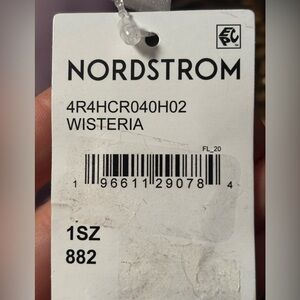 NORDSTROM
4R4HCR040H02
WISTERIA
FL_20
1 96611 29078 4
1SZ
882